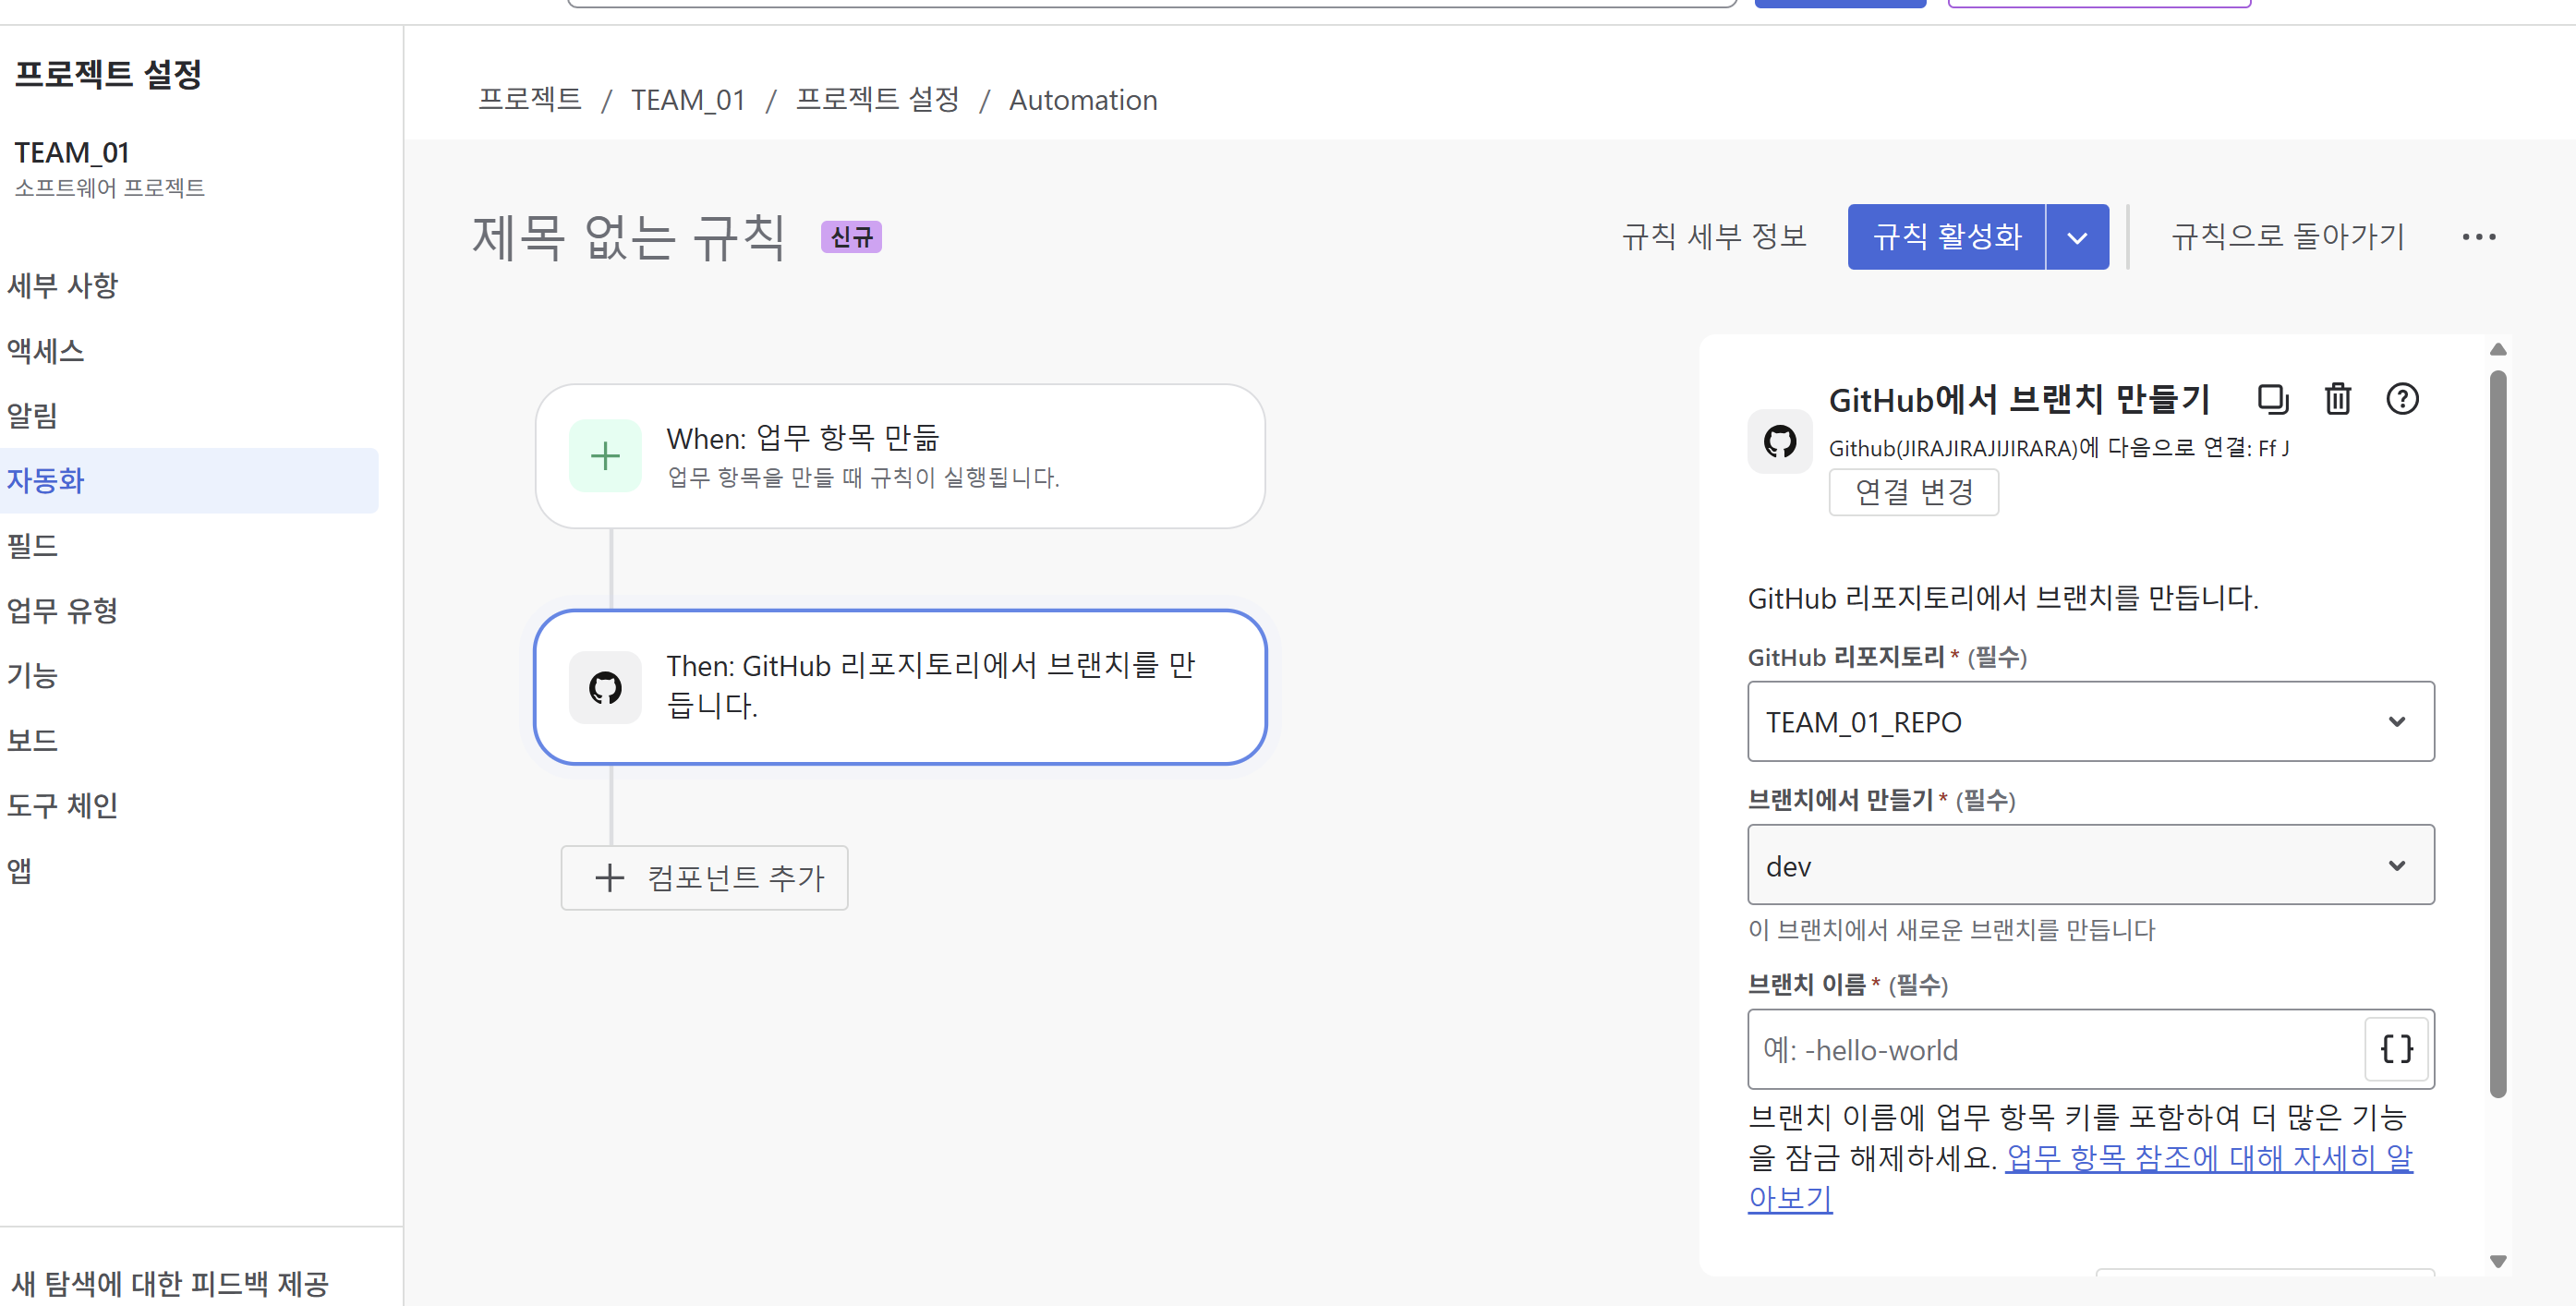 프로젝트 설정
TEAM_01
소프트웨어 프로젝트
세부 사항
액세스
알림
자동화
필드
업무 유형
기능
보드
도구 체인
앱
새 탐색에 대한 피드백 제공
프로젝트 / TEAM_01 / 프로젝트 설정 / Automation
제목 없는 규칙 신규
규칙 세부 정보 규칙 활성화 규칙으로 돌아가기
When: 업무 항목 만듦
업무 항목을 만들 때 규칙이 실행됩니다.
Then: GitHub 리포지토리에서 브랜치를 만
듭니다.
컴포넌트 추가
GitHub에서 브랜치 만들기
Github(JIRAJIRAJIJIRARA)에 다음으로 연결: Ff J
연결 변경
GitHub 리포지토리에서 브랜치를 만듭니다.
GitHub 리포지토리* (필수)
TEAM_01_REPO
브랜치에서 만들기* (필수)
dev
이 브랜치에서 새로운 브랜치를 만듭니다
브랜치 이름* (필수)
예: -hello-world
{}
브랜치 이름에 업무 항목 키를 포함하여 더 많은 기능
을 잠금 해제하세요. 업무 항목 참조에 대해 자세히 알
아보기